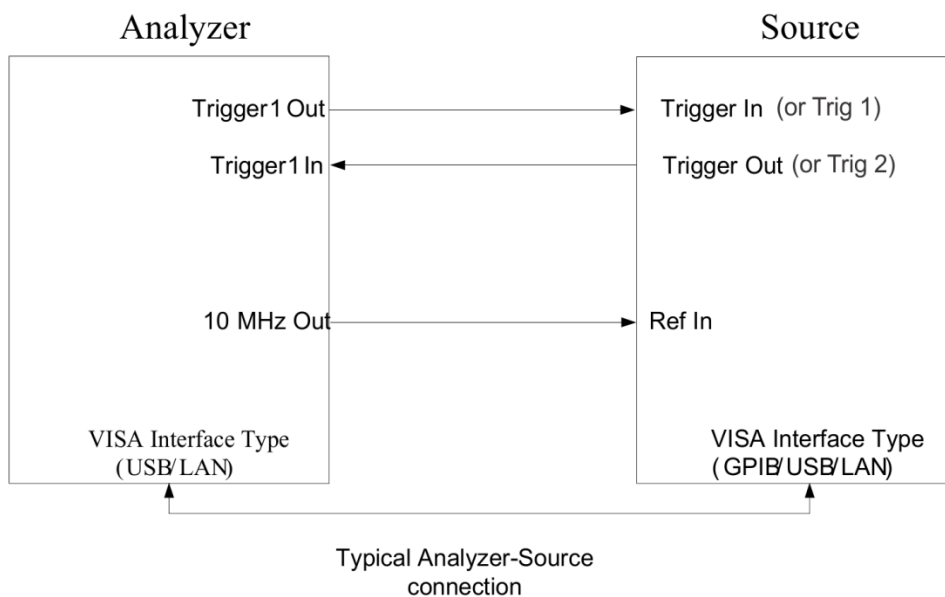 Analyzer
Source
Trigger1 Out
Trigger In (or Trig 1)
Trigger1 In
Trigger Out (or Trig 2)
10 MHz Out
Ref In
VISA Interface Type
(USB/LAN)
VISA Interface Type
(GPIB/USB/LAN)
Typical Analyzer-Source
connection